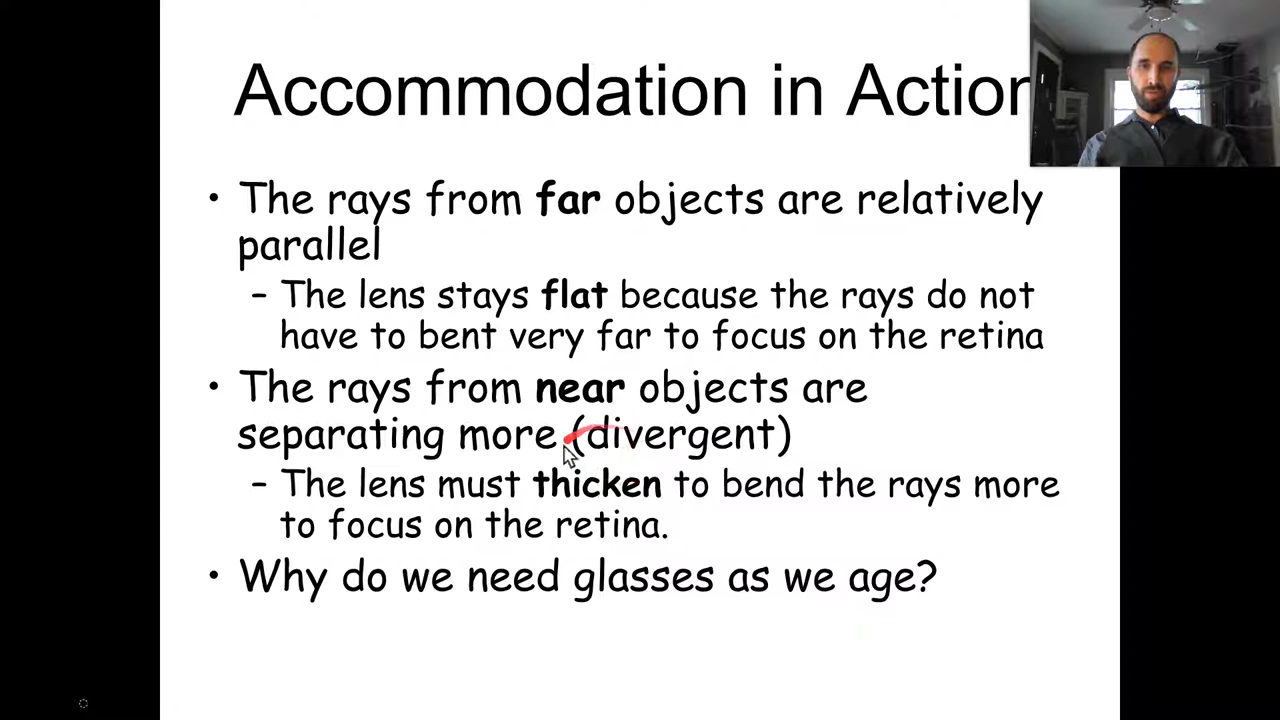 Accommodation in Action
• The rays from far objects are relatively
parallel
– The lens stays flat because the rays do not
have to bent very far to focus on the retina
• The rays from near objects are
separating more (divergent)
– The lens must thicken to bend the rays more
to focus on the retina.
• Why do we need glasses as we age?